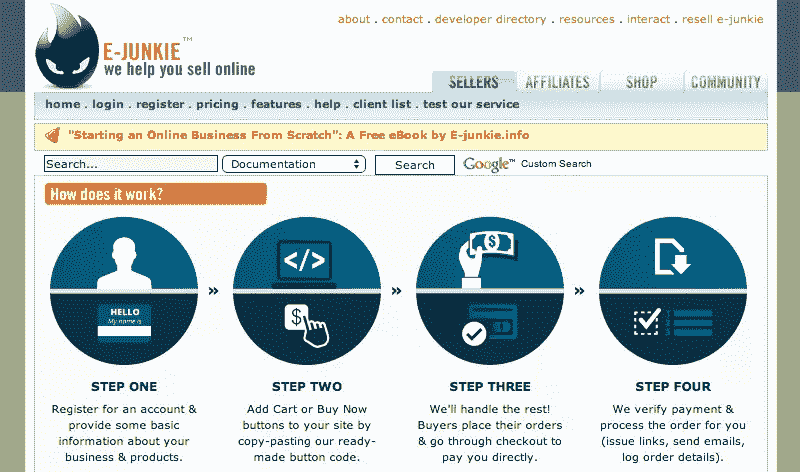 about . contact . developer directory . resources . interact . resell e-junkie
E-JUNKIE™
we help you sell online
SELLERS AFFILIATES SHOP COMMUNITY
home . login . register . pricing . features . help . client list . test our service
"Starting an Online Business From Scratch": A Free eBook by E-junkie.info
Search... Documentation Search Google™ Custom Search
How does it work?
</>
$
HELLO
My name is
$
» » »
STEP ONE
Register for an account &
provide some basic
information about your
business & products.
STEP TWO
Add Cart or Buy Now
buttons to your site by
copy-pasting our ready-
made button code.
STEP THREE
We'll handle the rest!
Buyers place their orders
& go through checkout to
pay you directly.
STEP FOUR
We verify payment &
process the order for you
(issue links, send emails,
log order details).